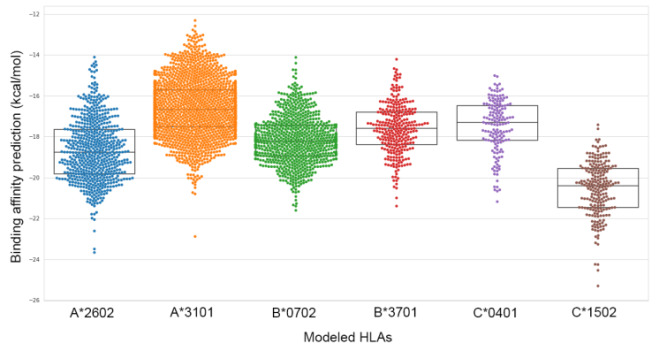 Binding affinity prediction (kcal/mol)
−12
−14
−16
−18
−20
−22
−24
−26
A*2602 A*3101 B*0702 B*3701 C*0401 C*1502
Modeled HLAs